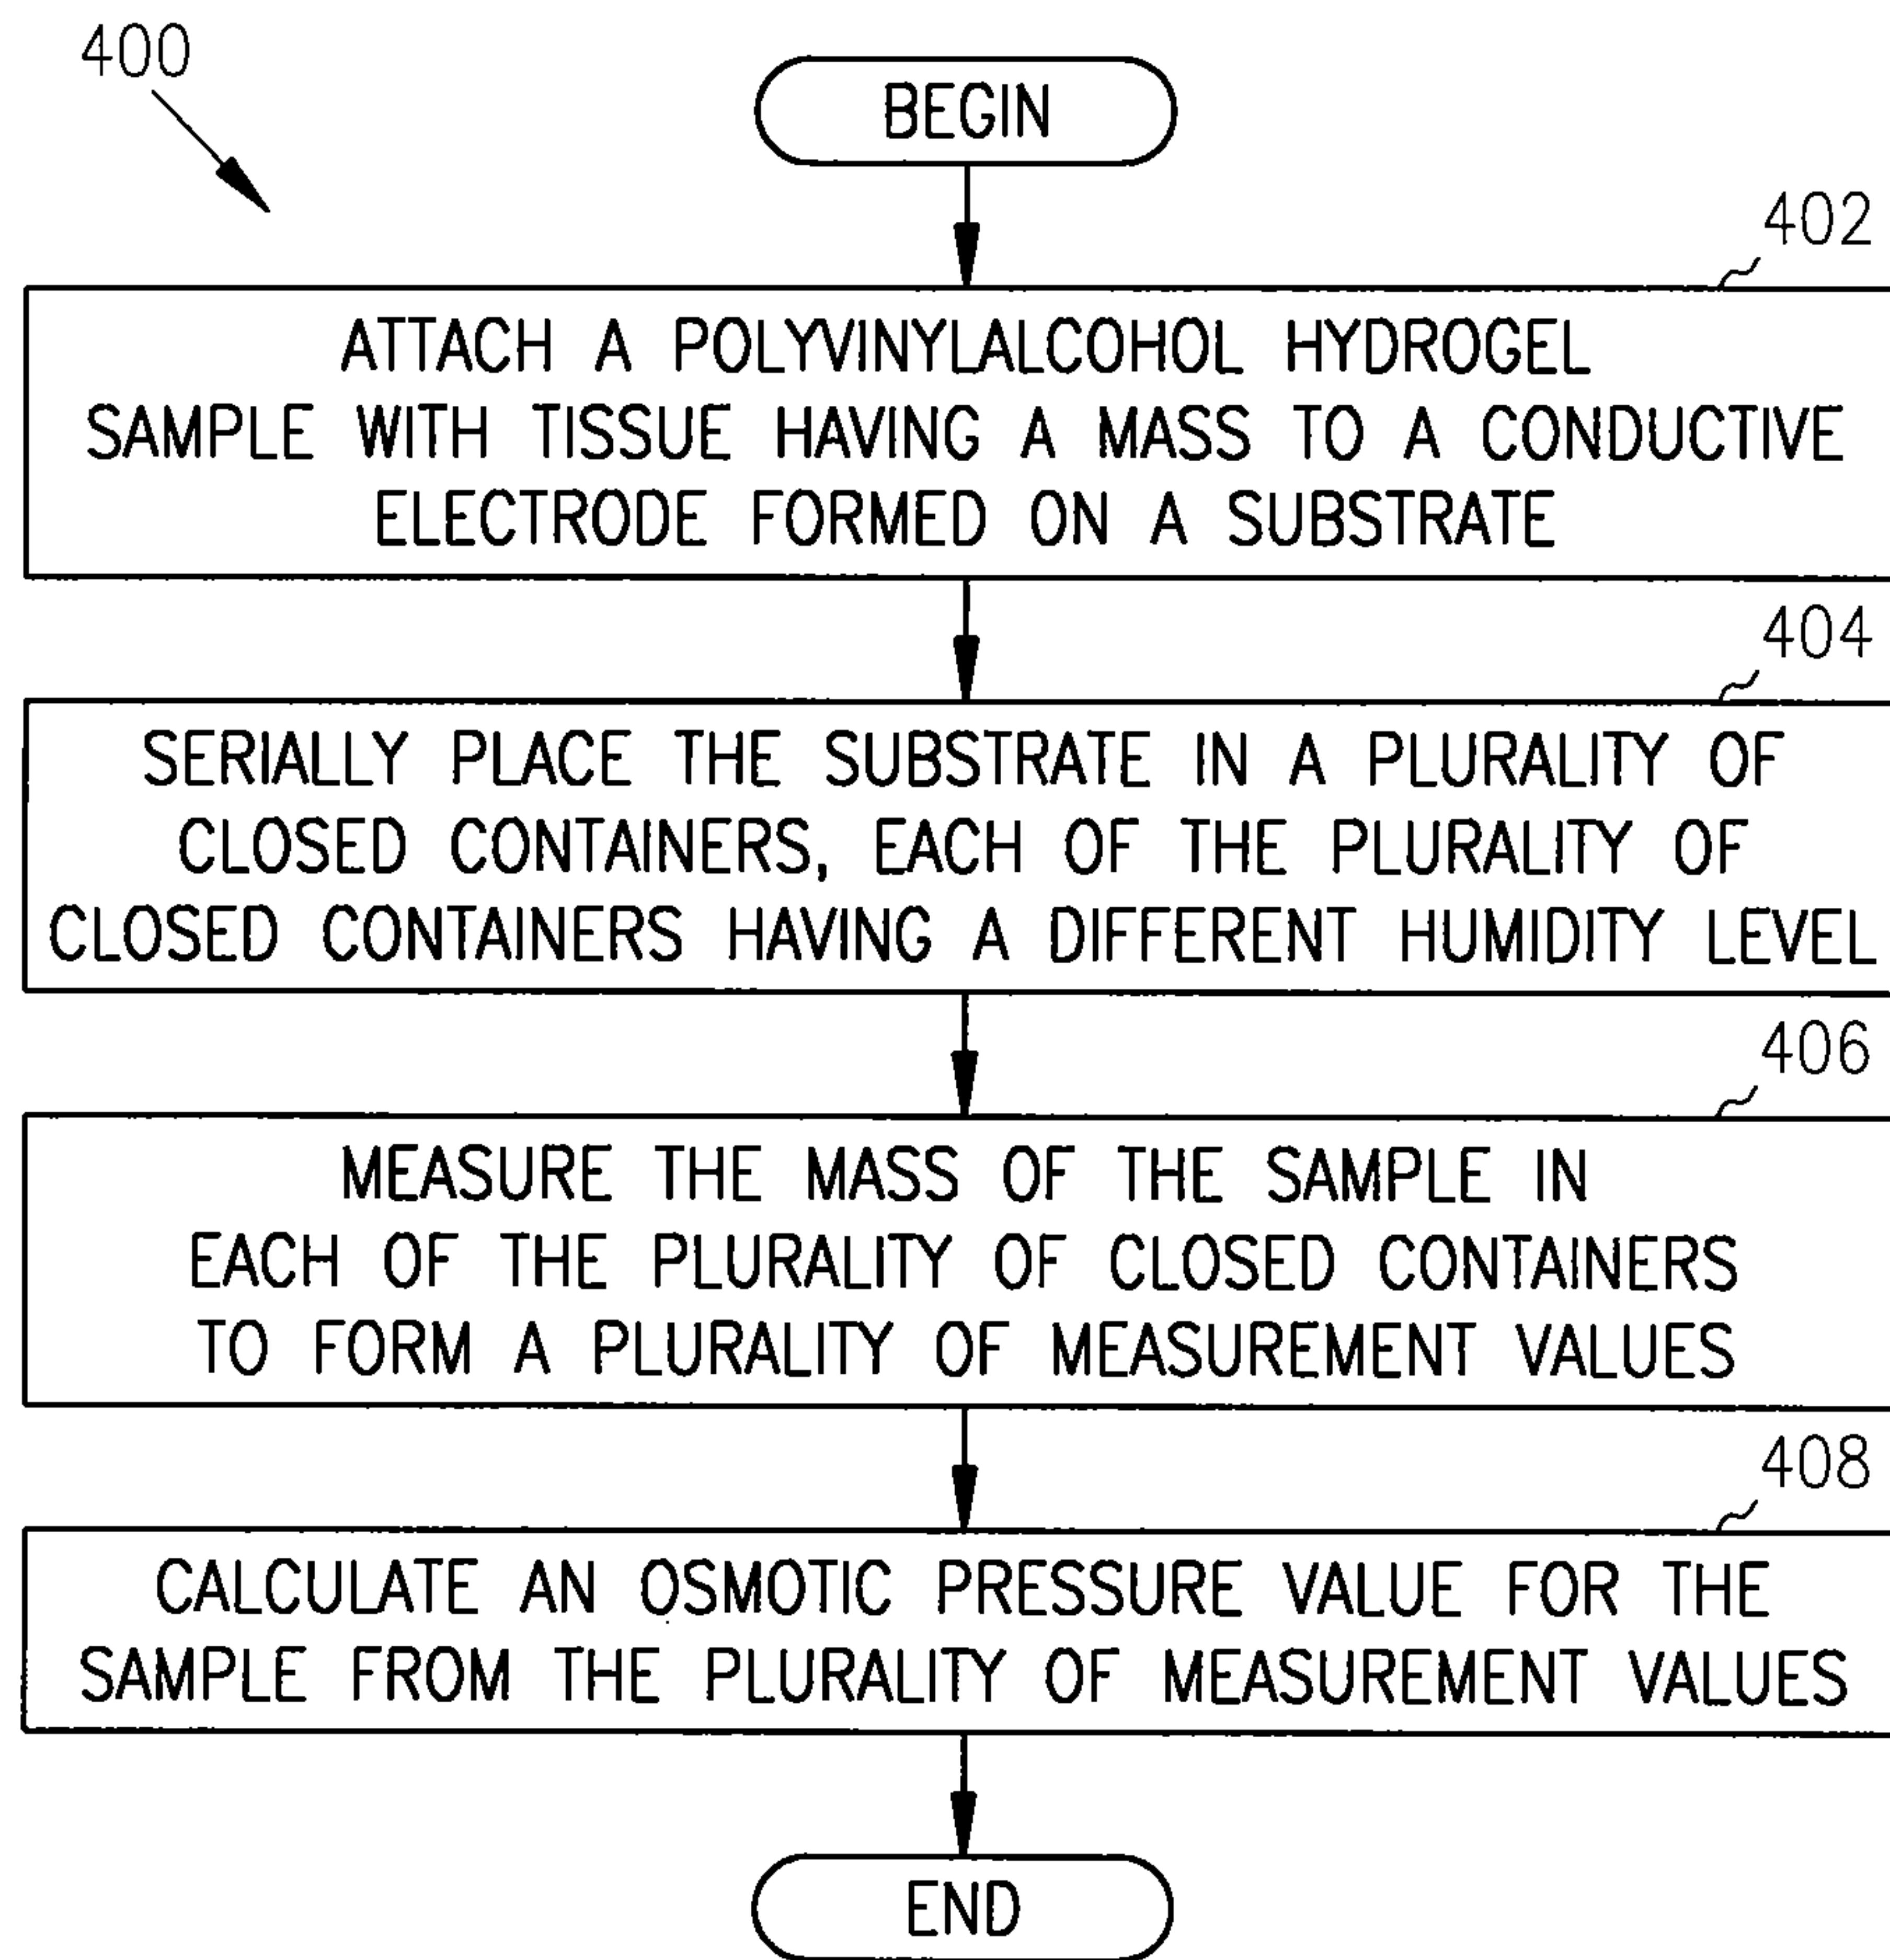 400
BEGIN
402
ATTACH A POLYVINYLALCOHOL HYDROGEL
SAMPLE WITH TISSUE HAVING A MASS TO A CONDUCTIVE
ELECTRODE FORMED ON A SUBSTRATE
404
SERIALLY PLACE THE SUBSTRATE IN A PLURALITY OF
CLOSED CONTAINERS, EACH OF THE PLURALITY OF
CLOSED CONTAINERS HAVING A DIFFERENT HUMIDITY LEVEL
406
MEASURE THE MASS OF THE SAMPLE IN
EACH OF THE PLURALITY OF CLOSED CONTAINERS
TO FORM A PLURALITY OF MEASUREMENT VALUES
408
CALCULATE AN OSMOTIC PRESSURE VALUE FOR THE
SAMPLE FROM THE PLURALITY OF MEASUREMENT VALUES
END